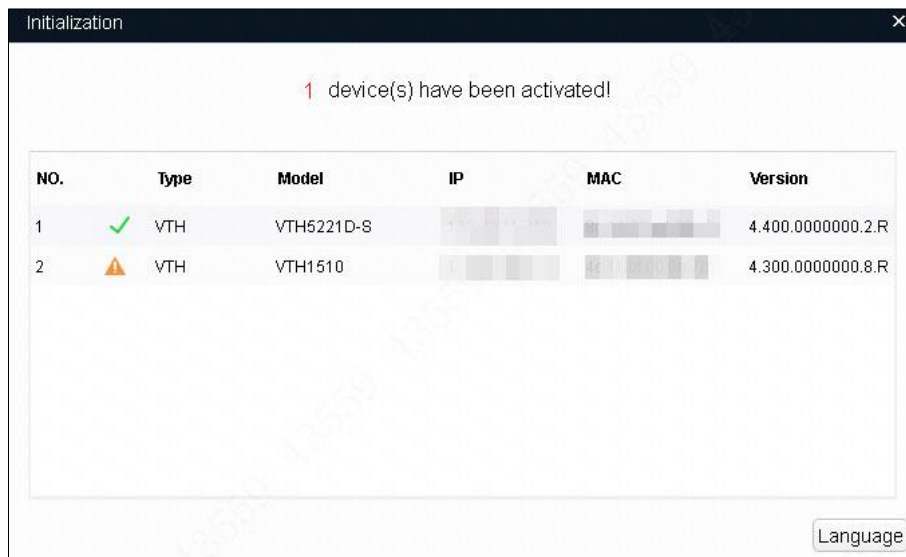 Initialization
1 device(s) have been activated!
NO. Type Model IP MAC Version
1 VTH VTH5221D-S 4.400.0000000.2.R
2 VTH VTH1510 4.300.0000000.8.R
Language